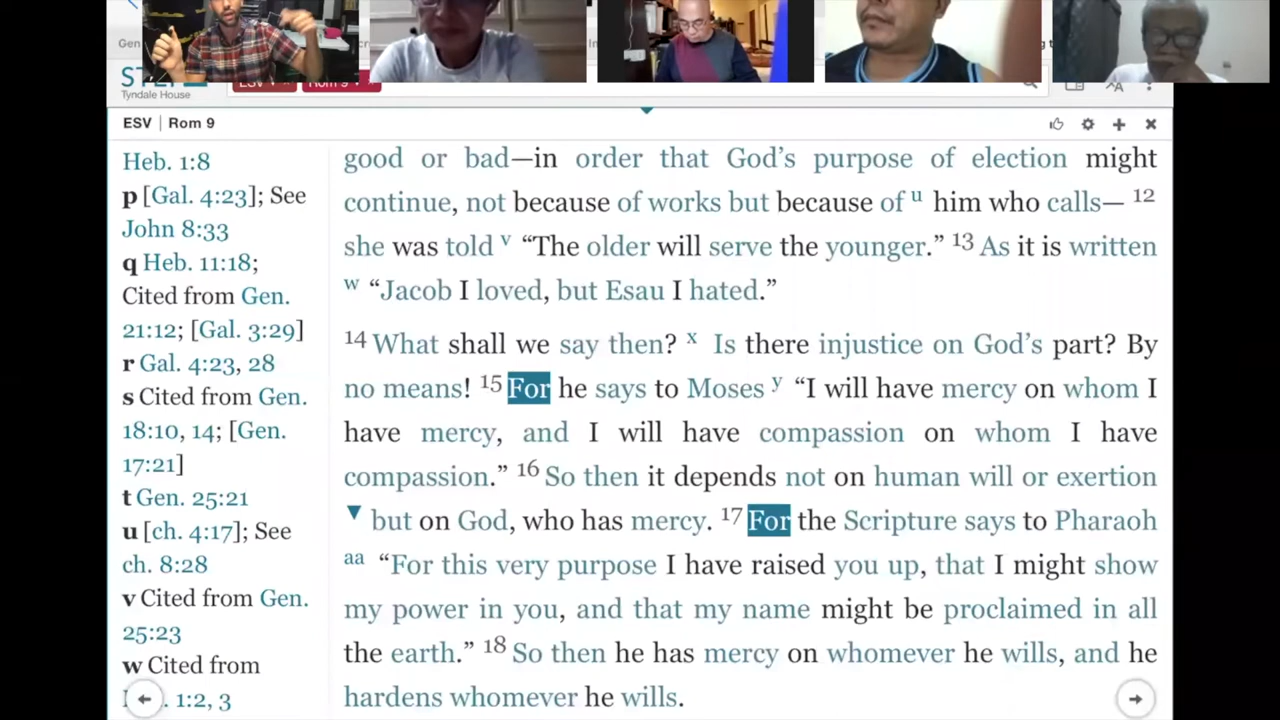 Gen
STEP
Tyndale House
ESV
Rom 9
ESV | Rom 9
Heb. 1:8
p [Gal. 4:23]; See
John 8:33
q Heb. 11:18;
Cited from Gen.
21:12; [Gal. 3:29]
r Gal. 4:23, 28
s Cited from Gen.
18:10, 14; [Gen.
17:21]
t Gen. 25:21
u [ch. 4:17]; See
ch. 8:28
v Cited from Gen.
25:23
w Cited from
1:2, 3
good or bad—in order that God’s purpose of election might
continue, not because of works but because of u him who calls— 12
she was told v “The older will serve the younger.” 13 As it is written
w “Jacob I loved, but Esau I hated.”
14 What shall we say then? x Is there injustice on God’s part? By
no means! 15 For he says to Moses y “I will have mercy on whom I
have mercy, and I will have compassion on whom I have
compassion.” 16 So then it depends not on human will or exertion
but on God, who has mercy. 17 For the Scripture says to Pharaoh
aa “For this very purpose I have raised you up, that I might show
my power in you, and that my name might be proclaimed in all
the earth.” 18 So then he has mercy on whomever he wills, and he
hardens whomever he wills.